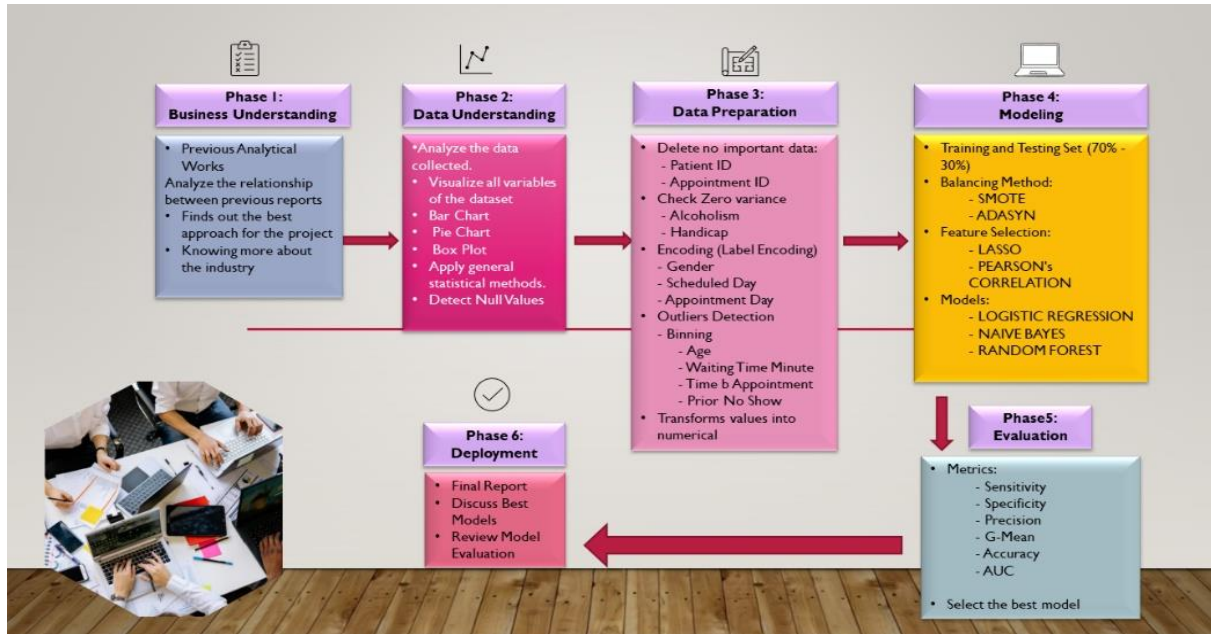 Phase 1:
Business Understanding
• Previous Analytical
Works
Analyze the relationship
between previous reports
• Finds out the best
approach for the project
• Knowing more about
the industry
Phase 2:
Data Understanding
•Analyze the data
collected.
• Visualize all variables
of the dataset
• Bar Chart
• Pie Chart
• Box Plot
• Apply general
statistical methods.
• Detect Null Values
Phase 3:
Data Preparation
• Delete no important data:
- Patient ID
- Appointment ID
• Check Zero variance
- Alcoholism
- Handicap
• Encoding (Label Encoding)
- Gender
- Scheduled Day
- Appointment Day
• Outliers Detection
- Binning
- Age
- Waiting Time Minute
- Time b Appointment
- Prior No Show
• Transforms values into
numerical
Phase 4:
Modeling
• Training and Testing Set (70% -
30%)
• Balancing Method:
- SMOTE
- ADASYN
• Feature Selection:
- LASSO
- PEARSON's
CORRELATION
• Models:
- LOGISTIC REGRESSION
- NAIVE BAYES
- RANDOM FOREST
Phase5:
Evaluation
• Metrics:
- Sensitivity
- Specificity
- Precision
- G-Mean
- Accuracy
- AUC
• Select the best model
Phase 6:
Deployment
• Final Report
• Discuss Best
Models
• Review Model
Evaluation